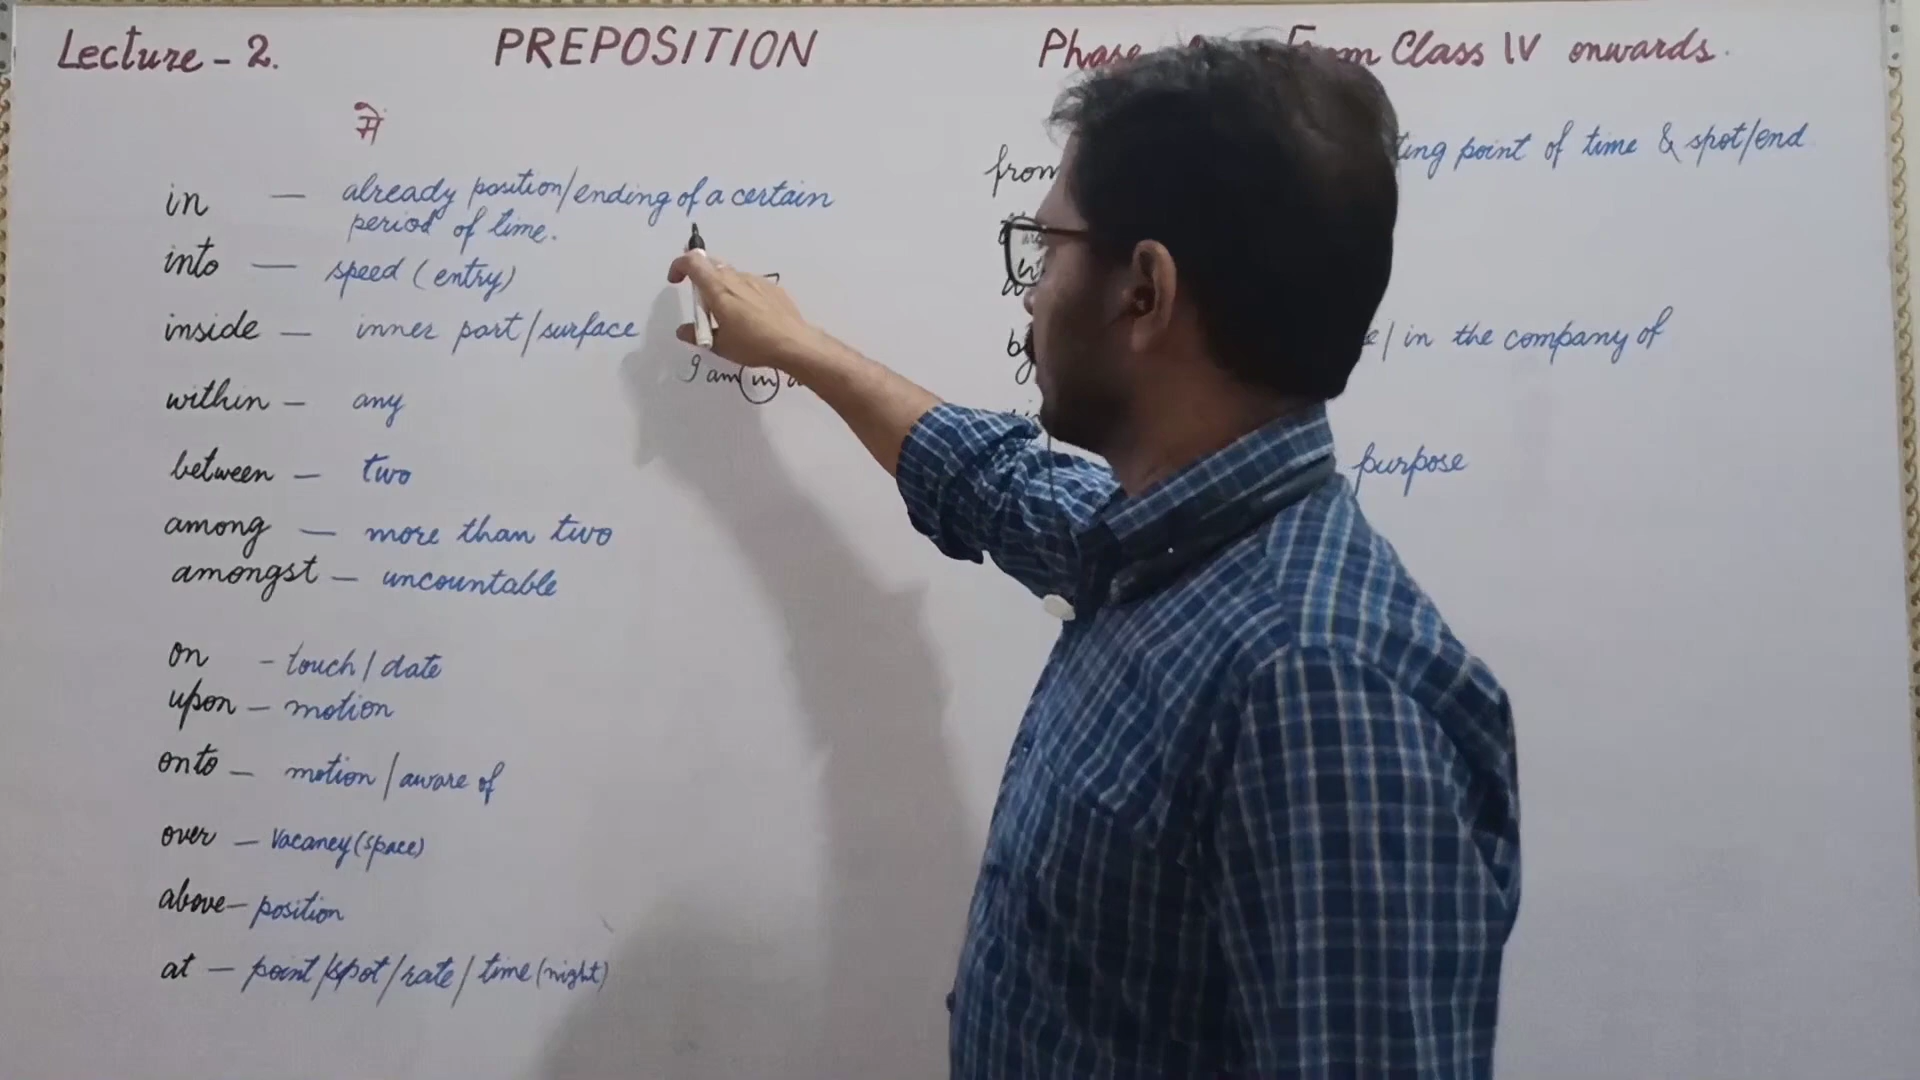 Lecture - 2.
PREPOSITION
Class IV onwards.
में
in — already position/ending of a certain
period of time.
into — speed (entry)
inside — inner part/surface
within — any
between — two
among — more than two
amongst — uncountable
on - touch/date
upon — motion
onto — motion/aware of
over — vacancy(space)
above — position
at — point/spot/rate/time(night)
I am in
from
point of time & spot/end
/ in the company of
purpose